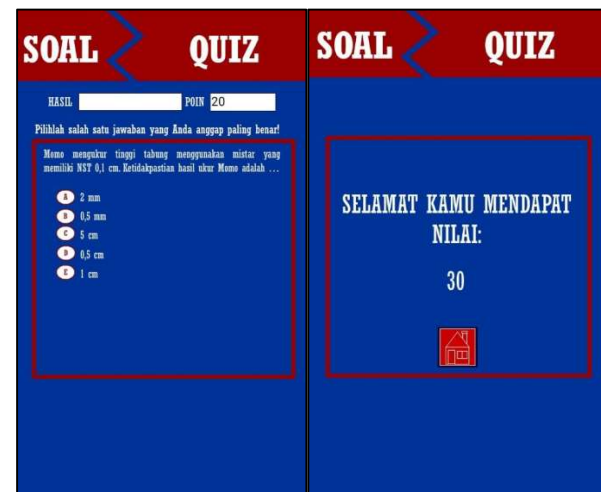 SOAL QUIZ
HASIL POIN 20
Pilihlah salah satu jawaban yang Anda anggap paling benar!
Momo mengukur tinggi tabung menggunakan mistar yang
memiliki NST 0,1 cm. Ketidakpastian hasil ukur Momo adalah ...
A 2 mm
B 0,5 mm
C 5 cm
D 0,5 cm
E 1 cm
SOAL QUIZ
SELAMAT KAMU MENDAPAT
NILAI:
30